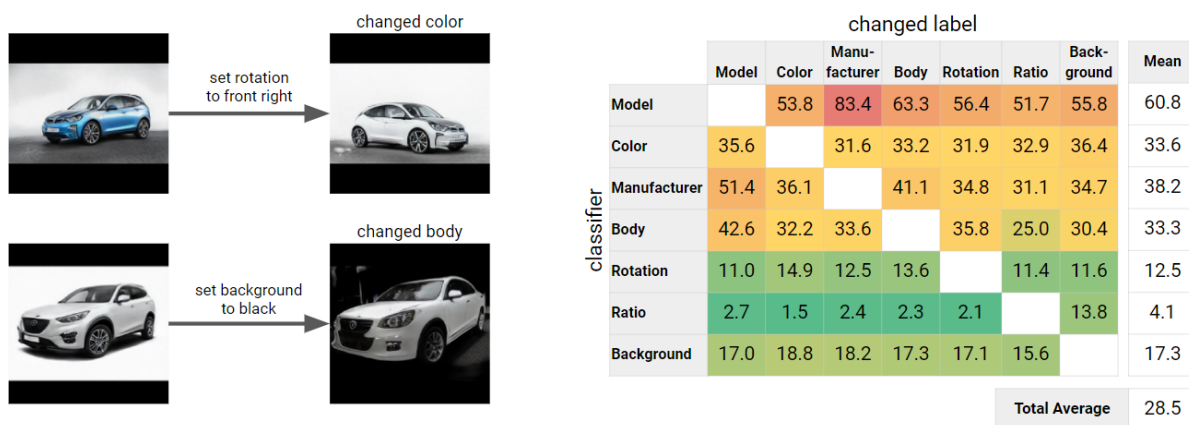 changed color
set rotation
to front right
changed body
set background
to black
changed label
Model Color Manu-
facturer Body Rotation Ratio Back-
ground Mean
classifier
Model 53.8 83.4 63.3 56.4 51.7 55.8 60.8
Color 35.6 31.6 33.2 31.9 32.9 36.4 33.6
Manufacturer 51.4 36.1 41.1 34.8 31.1 34.7 38.2
Body 42.6 32.2 33.6 35.8 25.0 30.4 33.3
Rotation 11.0 14.9 12.5 13.6 11.4 11.6 12.5
Ratio 2.7 1.5 2.4 2.3 2.1 13.8 4.1
Background 17.0 18.8 18.2 17.3 17.1 15.6 17.3
Total Average 28.5